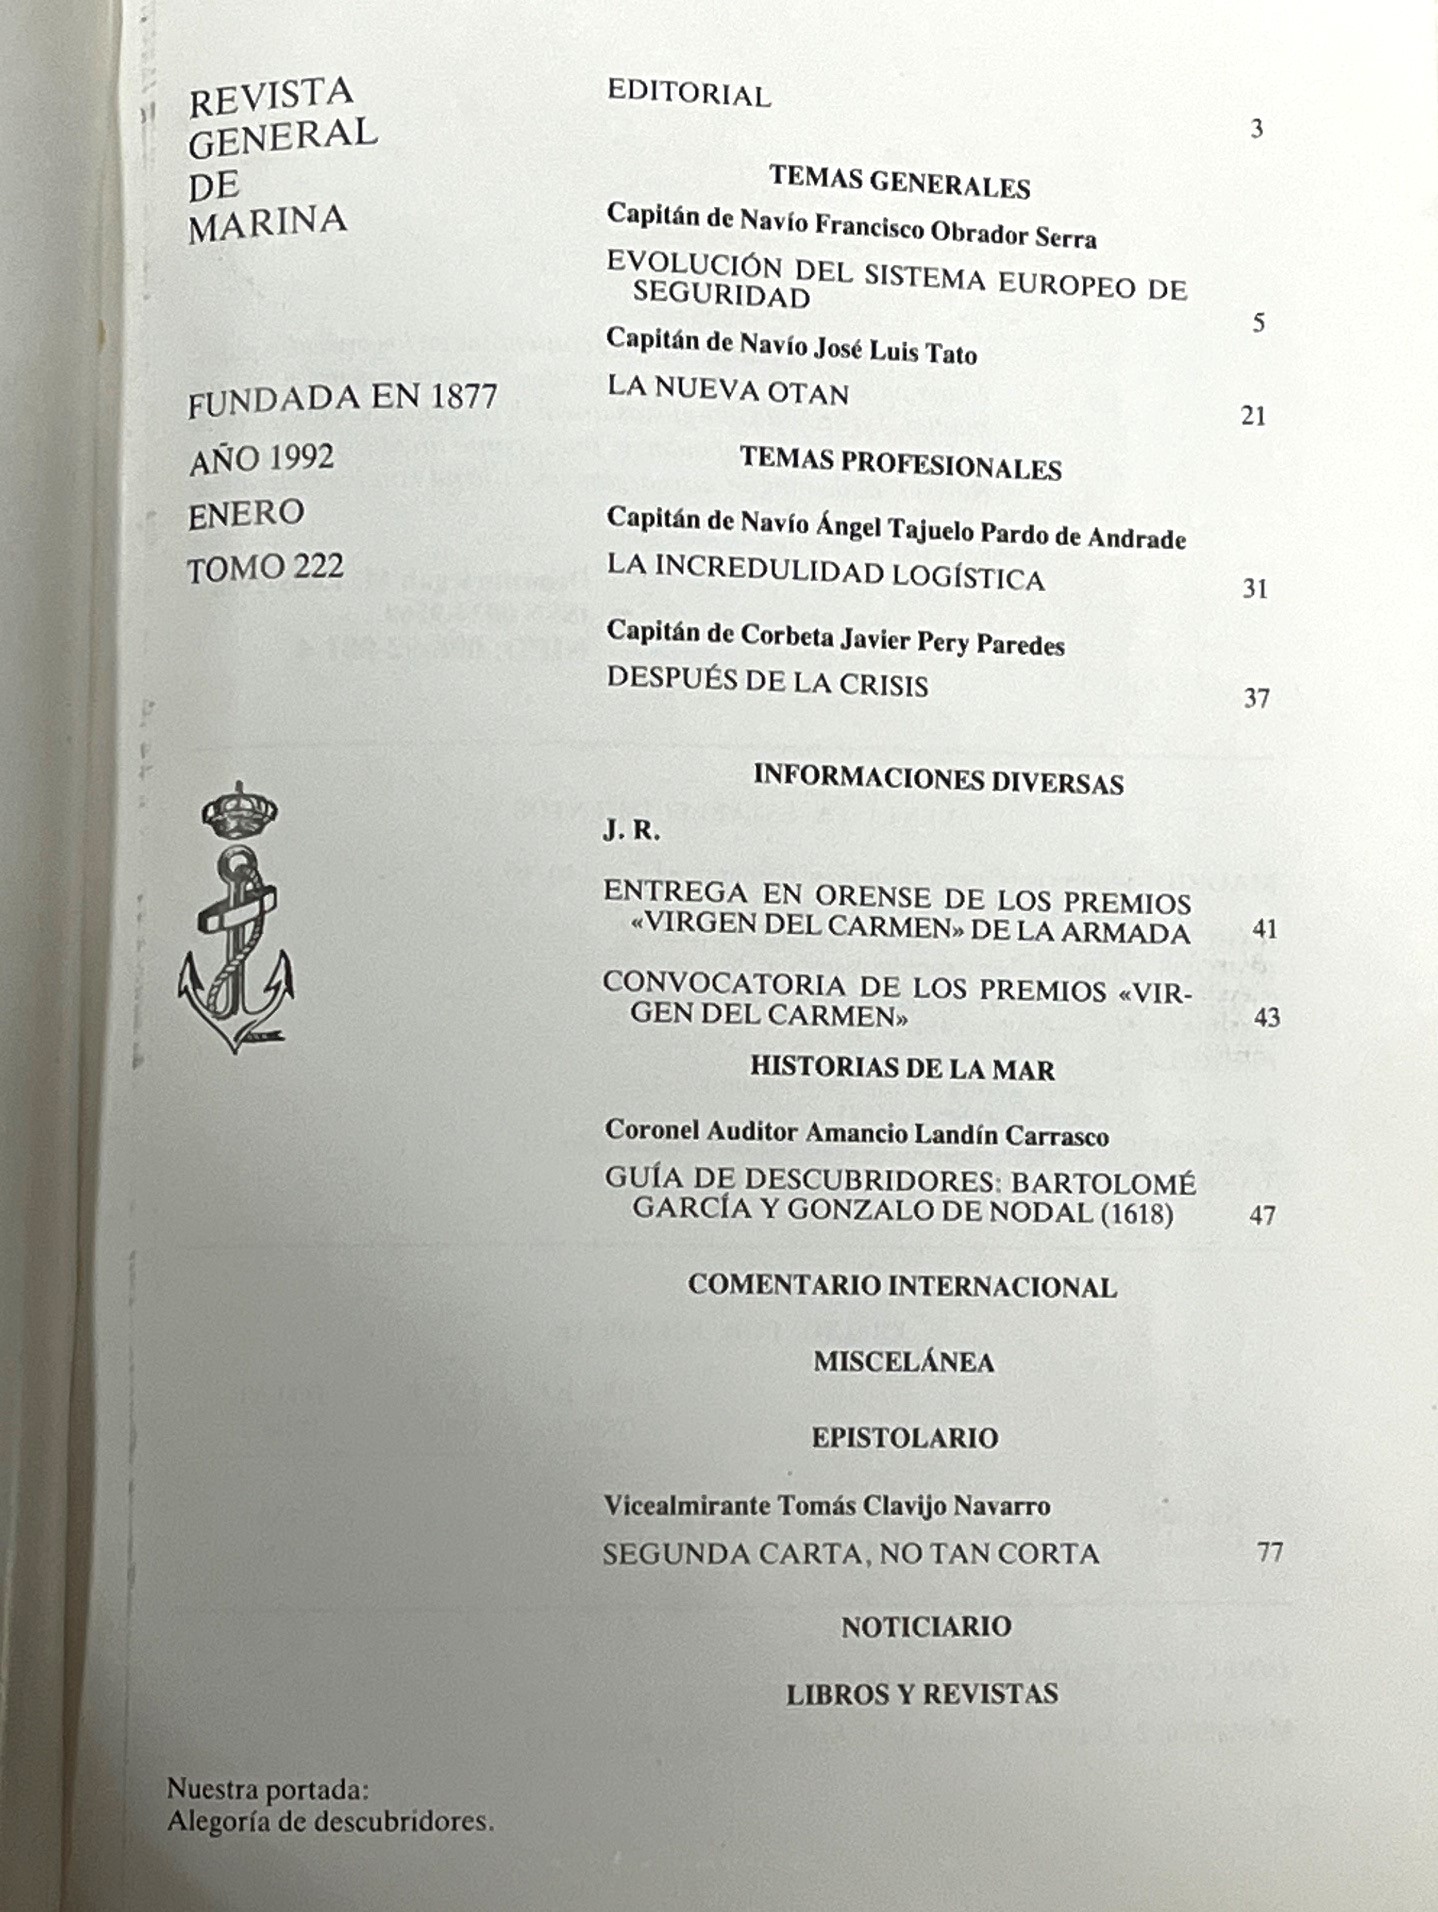 REVISTA
GENERAL
DE
MARINA
FUNDADA EN 1877
AÑO 1992
ENERO
TOMO 222
EDITORIAL 3
TEMAS GENERALES
Capitán de Navío Francisco Obrador Serra
EVOLUCIÓN DEL SISTEMA EUROPEO DE
SEGURIDAD 5
Capitán de Navío José Luis Tato
LA NUEVA OTAN 21
TEMAS PROFESIONALES
Capitán de Navío Ángel Tajuelo Pardo de Andrade
LA INCREDULIDAD LOGÍSTICA 31
Capitán de Corbeta Javier Pery Paredes
DESPUÉS DE LA CRISIS 37
INFORMACIONES DIVERSAS
J. R.
ENTREGA EN ORENSE DE LOS PREMIOS
«VIRGEN DEL CARMEN» DE LA ARMADA 41
CONVOCATORIA DE LOS PREMIOS «VIR-
GEN DEL CARMEN» 43
HISTORIAS DE LA MAR
Coronel Auditor Amancio Landín Carrasco
GUÍA DE DESCUBRIDORES: BARTOLOMÉ
GARCÍA Y GONZALO DE NODAL (1618) 47
COMENTARIO INTERNACIONAL
MISCELÁNEA
EPISTOLARIO
Vicealmirante Tomás Clavijo Navarro
SEGUNDA CARTA, NO TAN CORTA 77
NOTICIARIO
LIBROS Y REVISTAS
Nuestra portada:
Alegoría de descubridores.